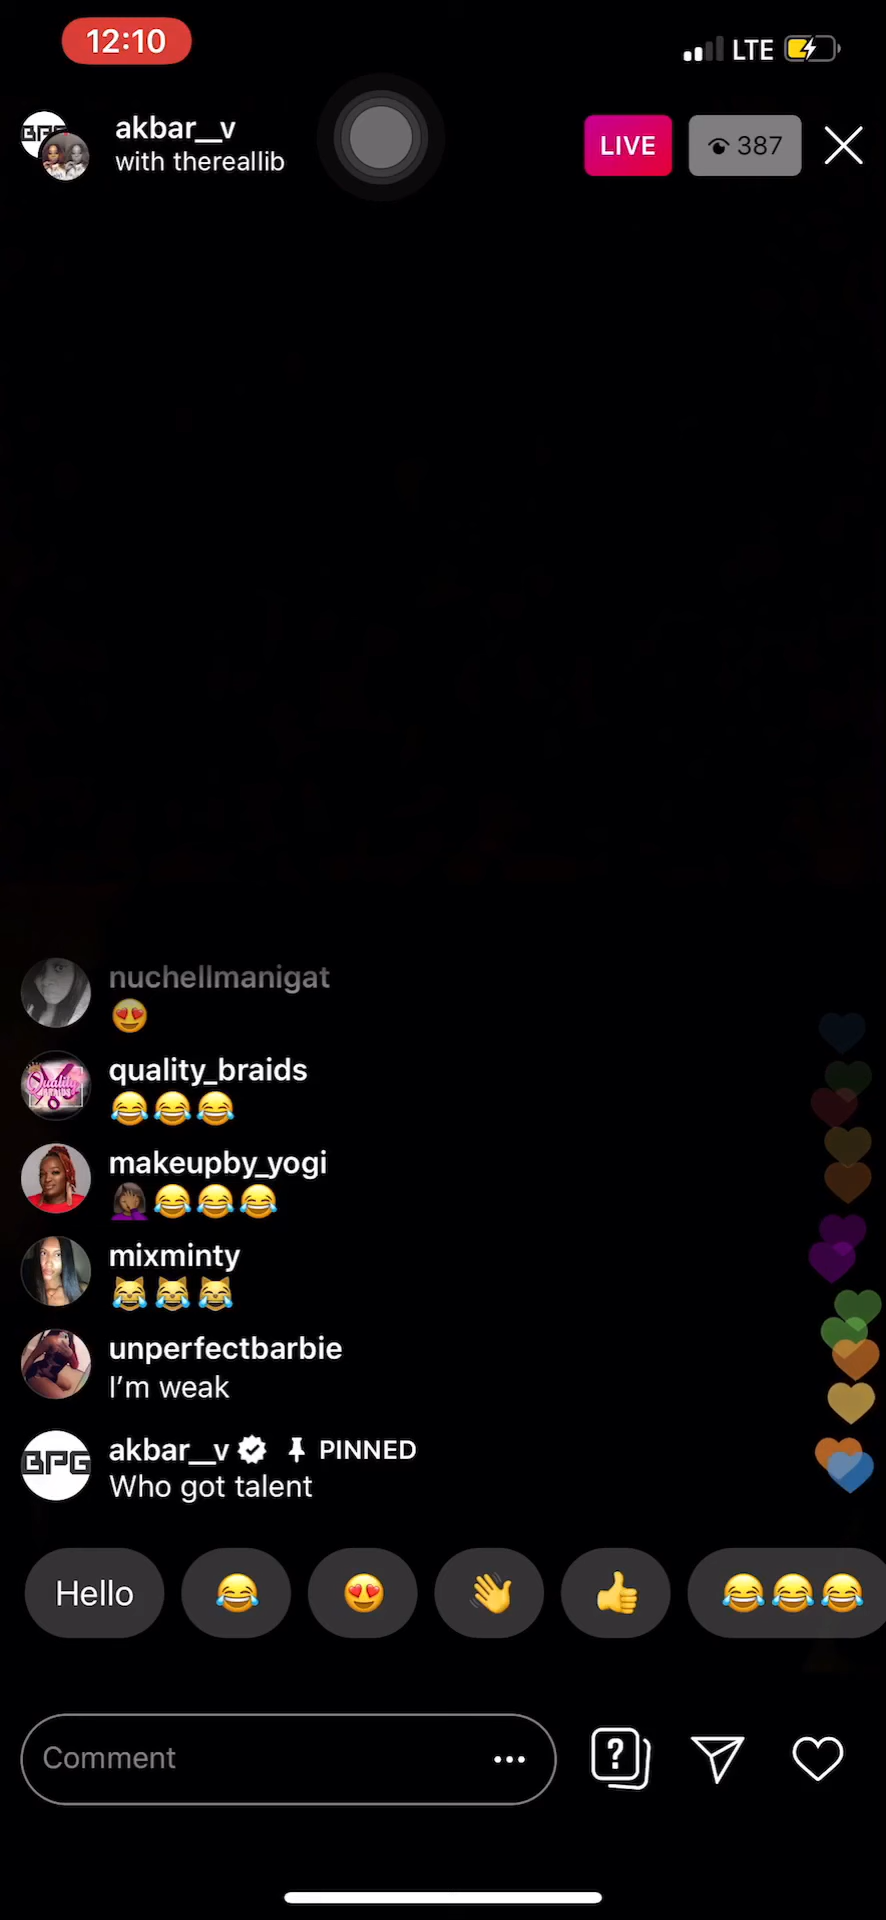 12:10
LTE
akbar__v
with thereallib
LIVE
387
nuchellmanigat
😍
quality_braids
😂😂😂
makeupby_yogi
🤦🏾‍♀️😂😂😂
mixminty
😹😹😹
unperfectbarbie
I’m weak
BPG
akbar__v PINNED
Who got talent
Hello 😂 😍 👋 👍 😂😂😂
Comment